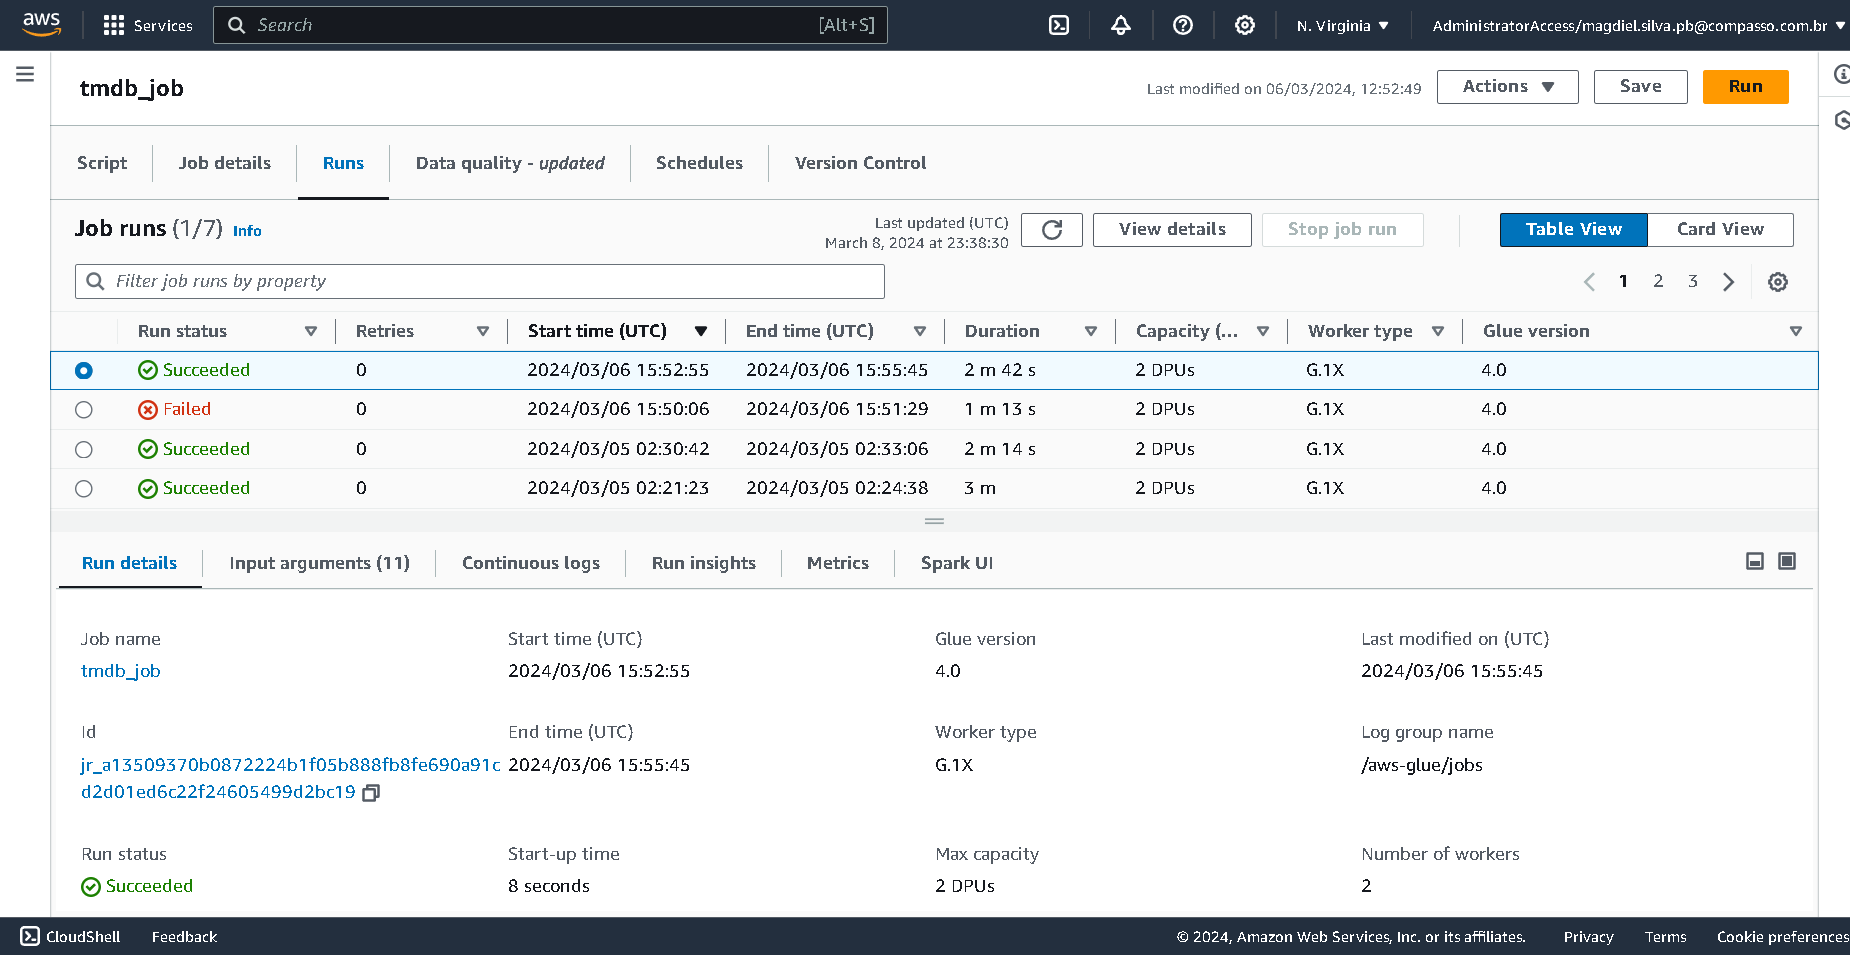 aws Services Search [Alt+S] N. Virginia AdministratorAccess/magdiel.silva.pb@compasso.com.br
tmdb_job Last modified on 06/03/2024, 12:52:49 Actions Save Run
Script Job details Runs Data quality - updated Schedules Version Control
Job runs (1/7) Info Last updated (UTC) March 8, 2024 at 23:38:30 View details Stop job run Table View Card View
Filter job runs by property 1 2 3
Run status Retries Start time (UTC) End time (UTC) Duration Capacity (... Worker type Glue version
Succeeded 0 2024/03/06 15:52:55 2024/03/06 15:55:45 2 m 42 s 2 DPUs G.1X 4.0
Failed 0 2024/03/06 15:50:06 2024/03/06 15:51:29 1 m 13 s 2 DPUs G.1X 4.0
Succeeded 0 2024/03/05 02:30:42 2024/03/05 02:33:06 2 m 14 s 2 DPUs G.1X 4.0
Succeeded 0 2024/03/05 02:21:23 2024/03/05 02:24:38 3 m 2 DPUs G.1X 4.0
Run details Input arguments (11) Continuous logs Run insights Metrics Spark UI
Job name Start time (UTC) Glue version Last modified on (UTC)
tmdb_job 2024/03/06 15:52:55 4.0 2024/03/06 15:55:45
Id End time (UTC) Worker type Log group name
jr_a13509370b0872224b1f05b888fb8fe690a91c 2024/03/06 15:55:45 G.1X /aws-glue/jobs
d2d01ed6c22f24605499d2bc19
Run status Start-up time Max capacity Number of workers
Succeeded 8 seconds 2 DPUs 2
CloudShell Feedback © 2024, Amazon Web Services, Inc. or its affiliates. Privacy Terms Cookie preferences